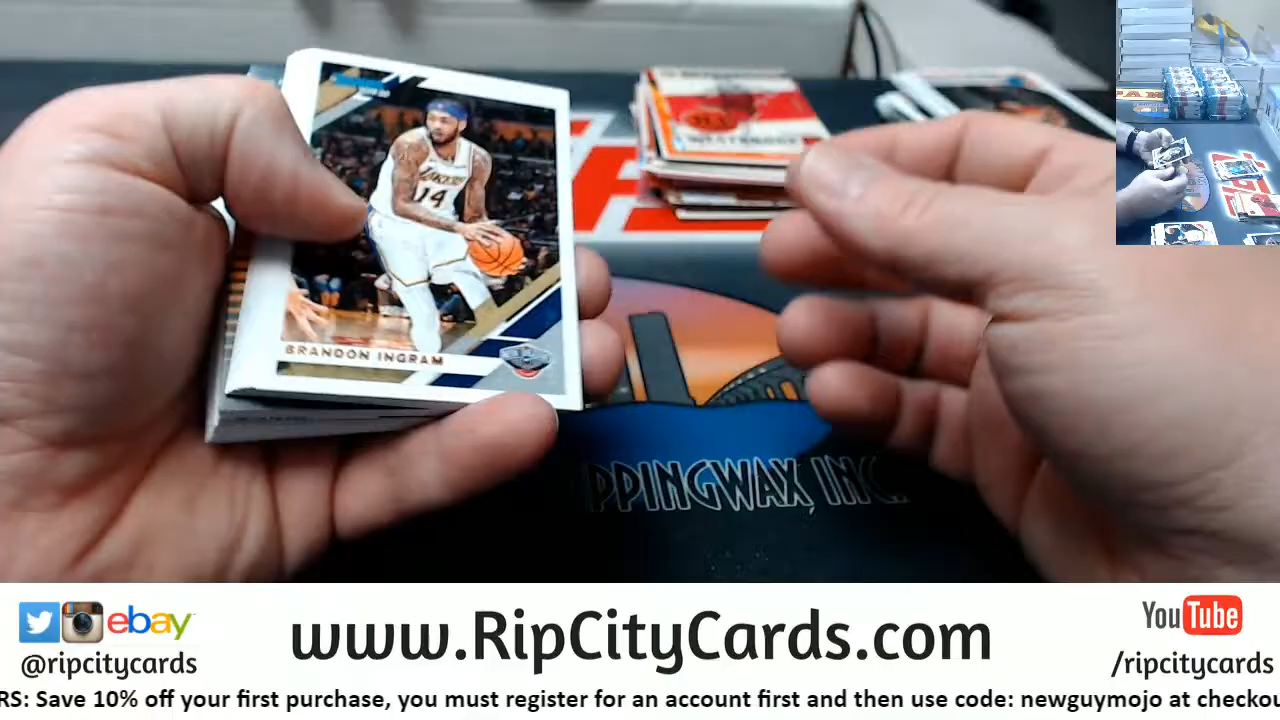 LAKERS
14
BRANDON INGRAM
PPINGWAX, INC.
ebay
www.RipCityCards.com
YouTube
@ripcitycards
/ripcitycards
RS: Save 10% off your first purchase, you must register for an account first and then use code: newguymojo at checkou